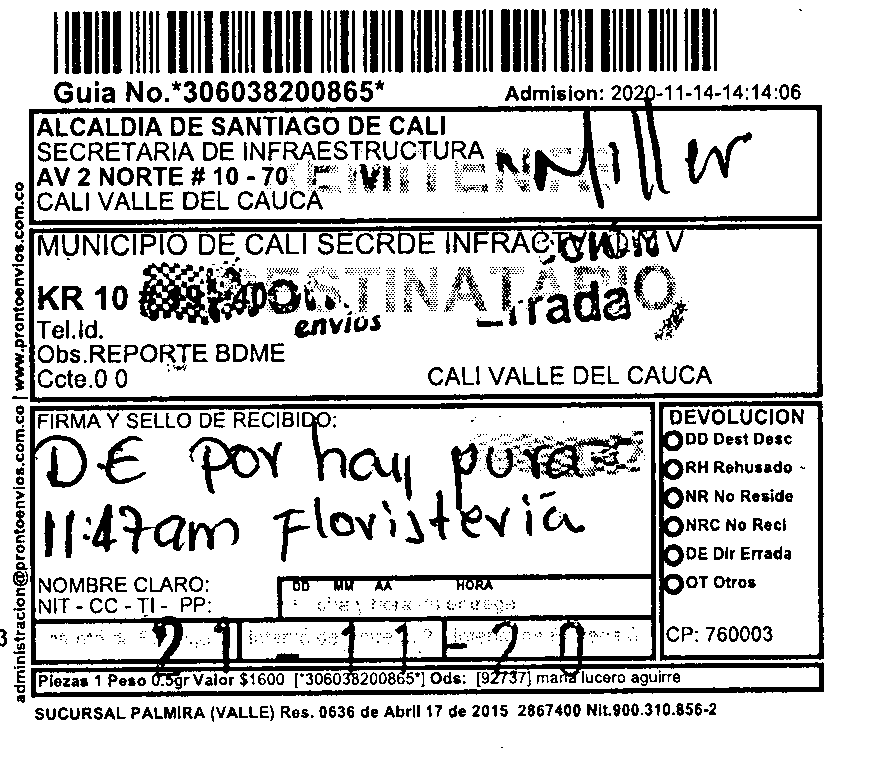 Guia No.*306038200865*
Admision: 2020-11-14-14:14:06
ALCALDIA DE SANTIAGO DE CALI
SECRETARIA DE INFRAESTRUCTURA
AV 2 NORTE # 10 - 70
CALI VALLE DEL CAUCA
REMITENTE
Miller
MUNICIPIO DE CALI SECRDE INFRAC V
DESTINATARIO
KR 10
envios
Errada
Tel.Id.
Obs.REPORTE BDME
Ccte.0 0
CALI VALLE DEL CAUCA
FIRMA Y SELLO DE RECIBIDO:
DE por hay pura
11:47am Floristería
NOMBRE CLARO:
NIT - CC - TI - PP:
DD MM AA HORA
21 - 11 - 20
DEVOLUCION
DD Dest Desc
RH Rehusado
NR No Reside
NRC No Reci
DE Dir Errada
OT Otros
CP: 760003
Piezas 1 Peso 0.5gr Valor $1600 [*306038200865*] Ods: [92737] maria lucero aguirre
SUCURSAL PALMIRA (VALLE) Res. 0636 de Abril 17 de 2015 2867400 Nit.900.310.856-2
administracion@prontoenvios.com.co | www.prontoenvios.com.co
3